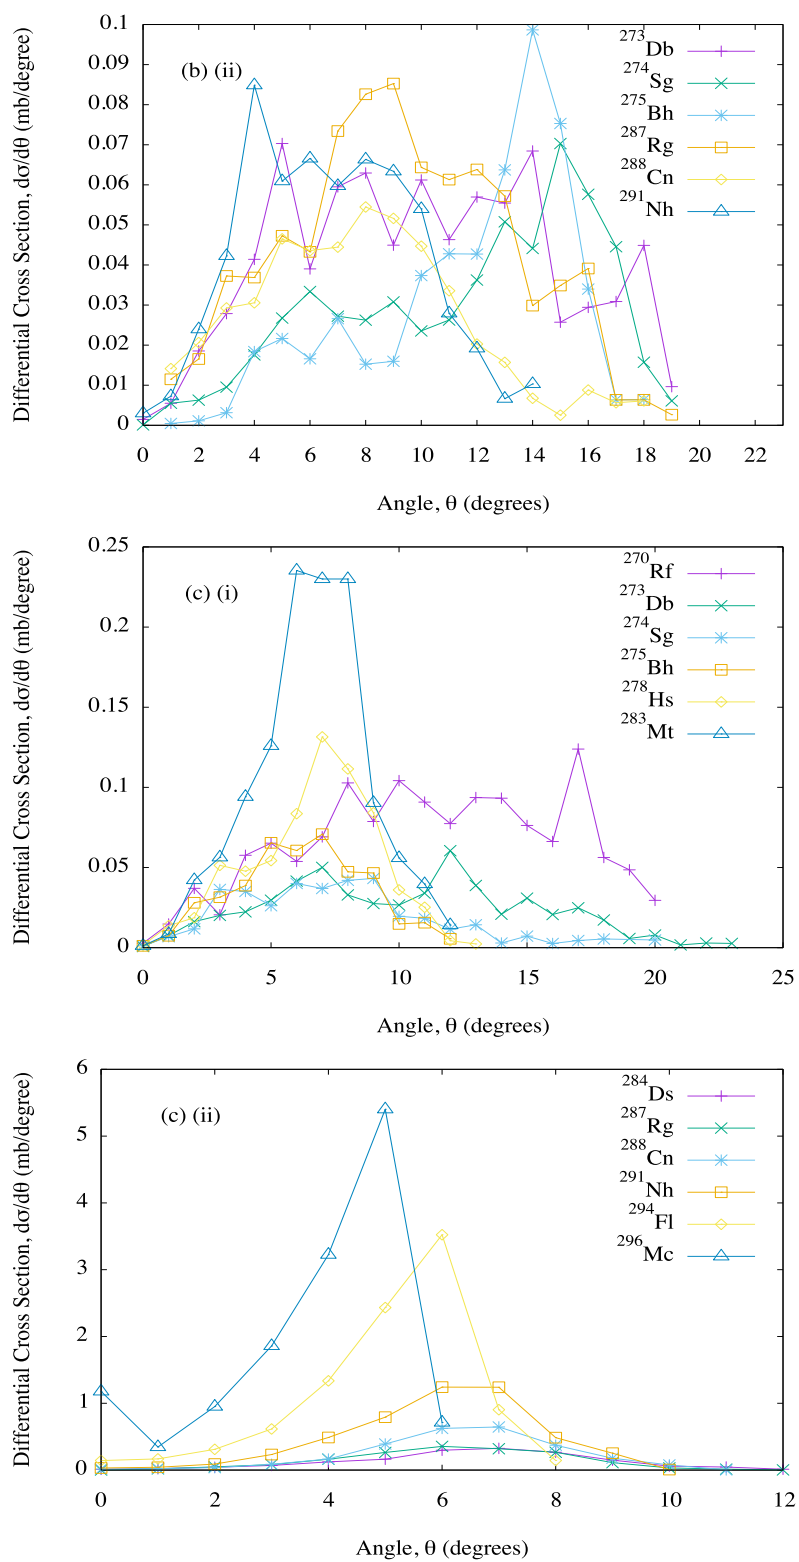 Differential Cross Section, dσ/dθ (mb/degree)
0.1
0.09
0.08
0.07
0.06
0.05
0.04
0.03
0.02
0.01
0
(b) (ii)
273Db
274Sg
275Bh
287Rg
288Cn
291Nh
0 2 4 6 8 10 12 14 16 18 20 22
Angle, θ (degrees)
Differential Cross Section, dσ/dθ (mb/degree)
0.25
0.2
0.15
0.1
0.05
0
(c) (i)
270Rf
273Db
274Sg
275Bh
278Hs
283Mt
0 5 10 15 20 25
Angle, θ (degrees)
Differential Cross Section, dσ/dθ (mb/degree)
6
5
4
3
2
1
0
(c) (ii)
284Ds
287Rg
288Cn
291Nh
294Fl
296Mc
0 2 4 6 8 10 12
Angle, θ (degrees)